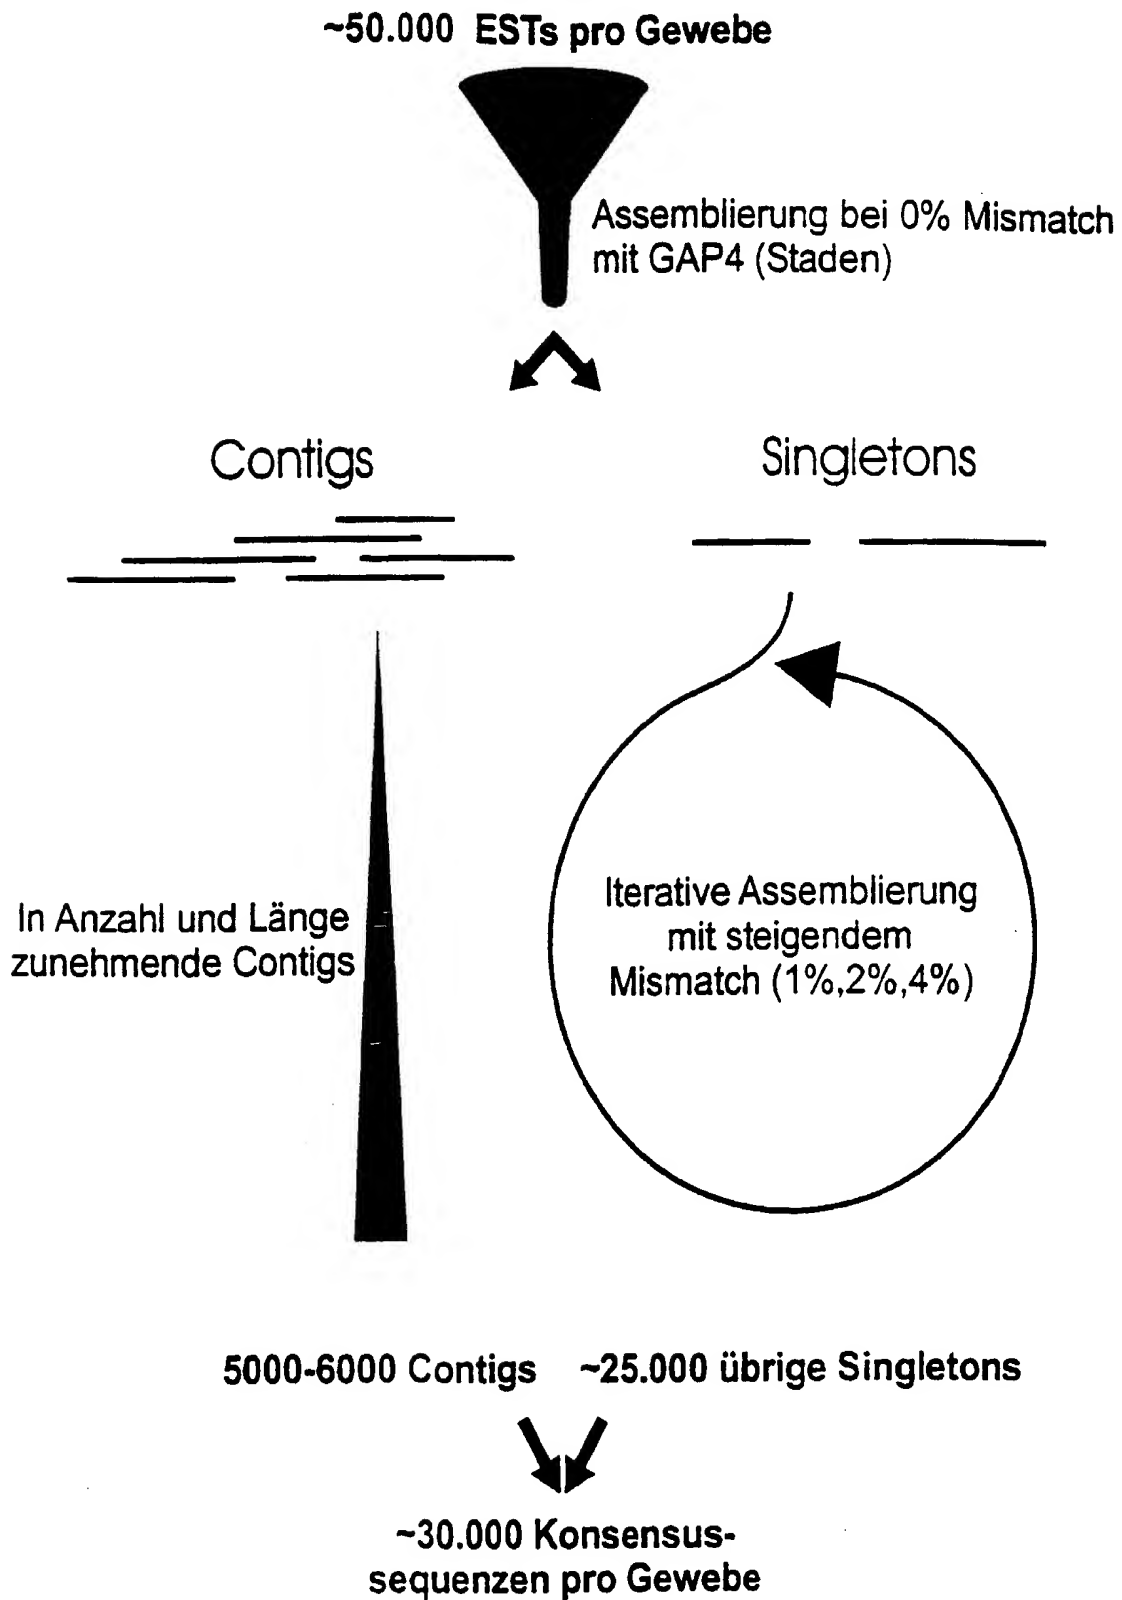 ~50.000 ESTs pro Gewebe
Assemblierung bei 0% Mismatch
mit GAP4 (Staden)
Contigs
Singletons
In Anzahl und Länge
zunehmende Contigs
Iterative Assemblierung
mit steigendem
Mismatch (1%,2%,4%)
5000-6000 Contigs
~25.000 übrige Singletons
~30.000 Konsensus-
sequenzen pro Gewebe